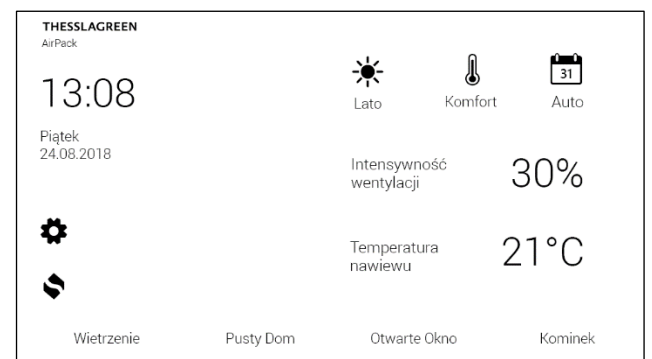 THESSLAGREEN
AirPack
13:08
Piątek
24.08.2018
31
Lato
Komfort
Auto
Intensywność
wentylacji
30%
Temperatura
nawiewu
21°C
Wietrzenie
Pusty Dom
Otwarte Okno
Kominek